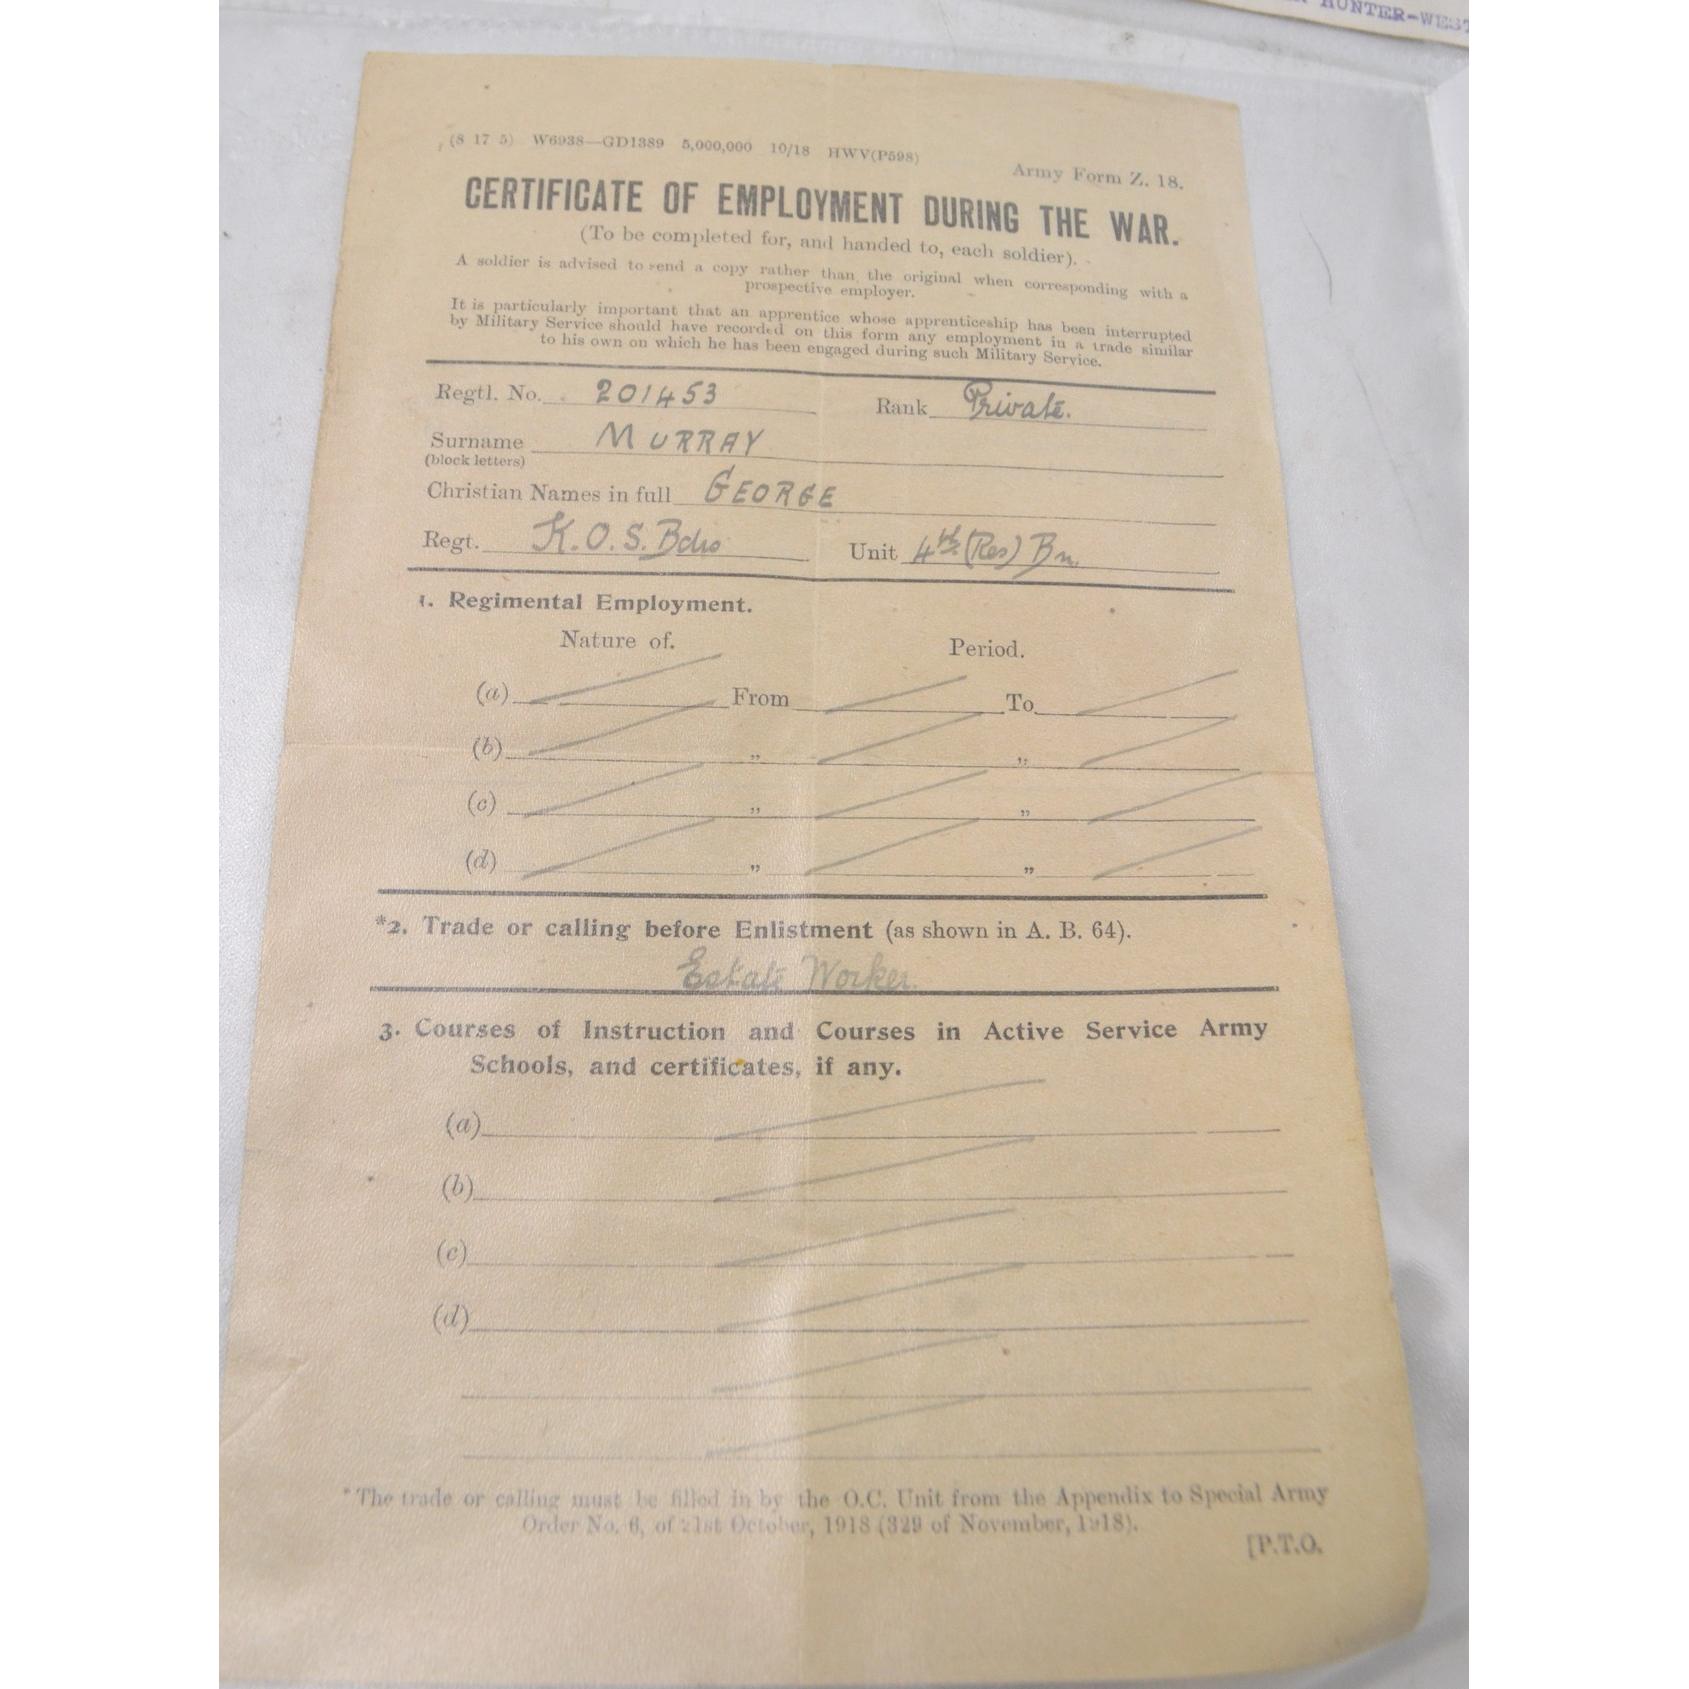 HUNTER-WEST
(8 17 5) W6938—GD1389 5,000,000 10/18 HWV(P598)
Army Form Z. 18.
CERTIFICATE OF EMPLOYMENT DURING THE WAR.
(To be completed for, and handed to, each soldier).
A soldier is advised to send a copy rather than the original when corresponding with a
prospective employer.
It is particularly important that an apprentice whose apprenticeship has been interrupted
by Military Service should have recorded on this form any employment in a trade similar
to his own on which he has been engaged during such Military Service.
Regtl. No. 201453 Rank Private.
Surname MURRAY
(block letters)
Christian Names in full GEORGE
Regt. K.O.S. Bdrs Unit 4th (Res) Bn.
1. Regimental Employment.
Nature of. Period.
(a) From To
(b) „ „
(c) „ „
(d) „ „
*2. Trade or calling before Enlistment (as shown in A. B. 64).
Estate Worker.
3. Courses of Instruction and Courses in Active Service Army
Schools, and certificates, if any.
(a)
(b)
(c)
(d)
*The trade or calling must be filled in by the O.C. Unit from the Appendix to Special Army
Order No. 6, of 21st October, 1918 (329 of November, 1918).
[P.T.O.